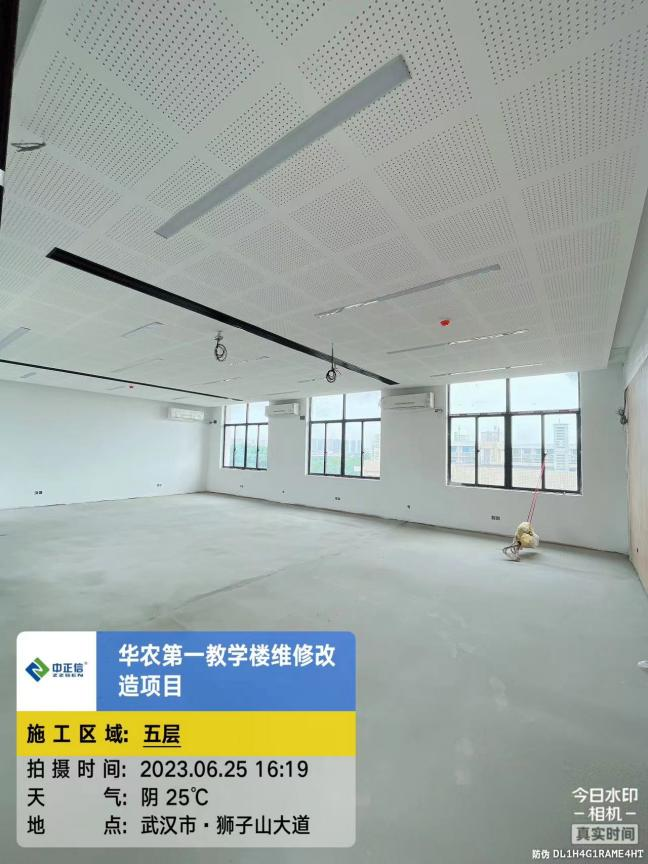 中正信®
ZZSEN
华农第一教学楼维修改
造项目
施工区域: 五层
拍摄时间: 2023.06.25 16:19
天气: 阴 25℃
地点: 武汉市·狮子山大道
今日水印
-相机-
真实时间
防伪 DL1H4G1RAME4HT